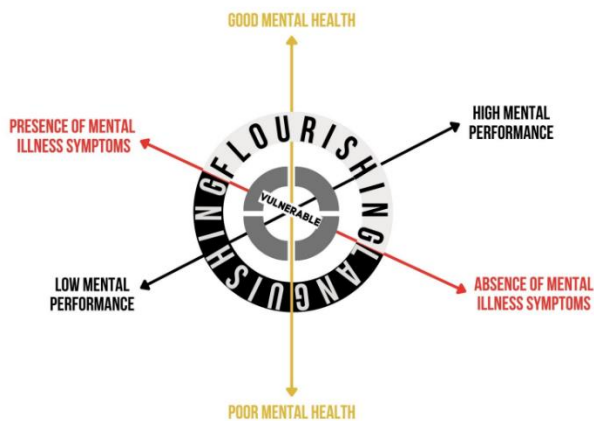 GOOD MENTAL HEALTH
PRESENCE OF MENTAL
ILLNESS SYMPTOMS
HIGH MENTAL
PERFORMANCE
FLOURISHING
VULNERABLE
LANGUISHING
LOW MENTAL
PERFORMANCE
ABSENCE OF MENTAL
ILLNESS SYMPTOMS
POOR MENTAL HEALTH